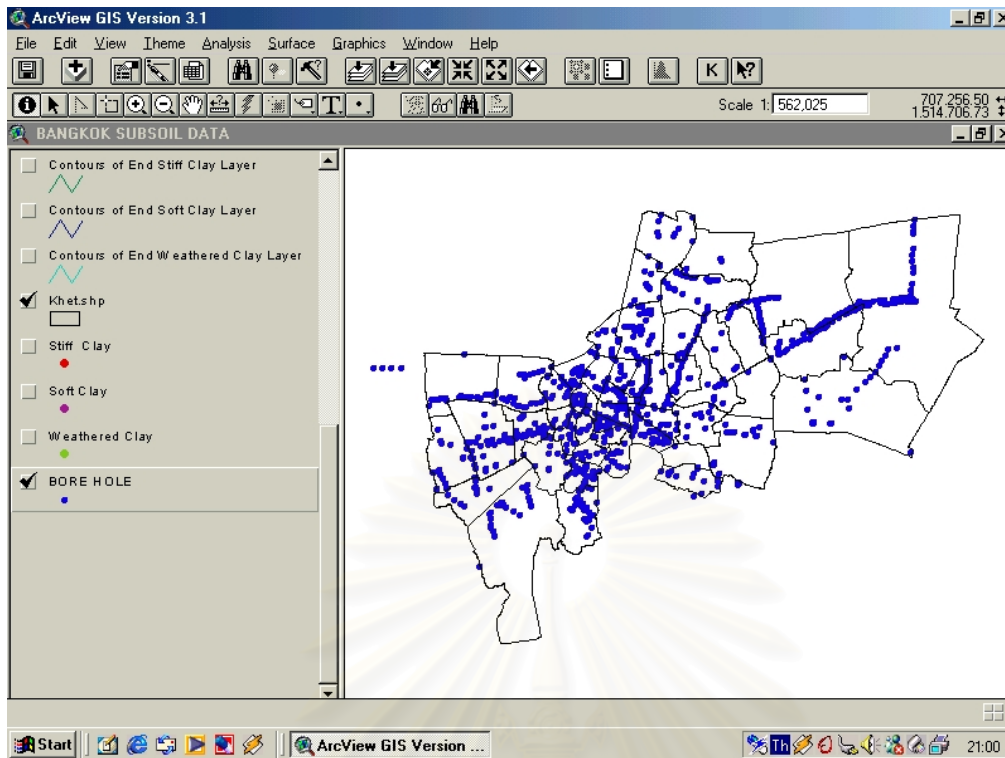 ArcView GIS Version 3.1
File Edit View Theme Analysis Surface Graphics Window Help
K
T
Scale 1: 562,025
707,256.50
1,514,706.73
BANGKOK SUBSOIL DATA
Contours of End Stiff Clay Layer
Contours of End Soft Clay Layer
Contours of End Weathered Clay Layer
Khet.shp
Stiff Clay
Soft Clay
Weathered Clay
BORE HOLE
Start
ArcView GIS Version ...
Th
21:00